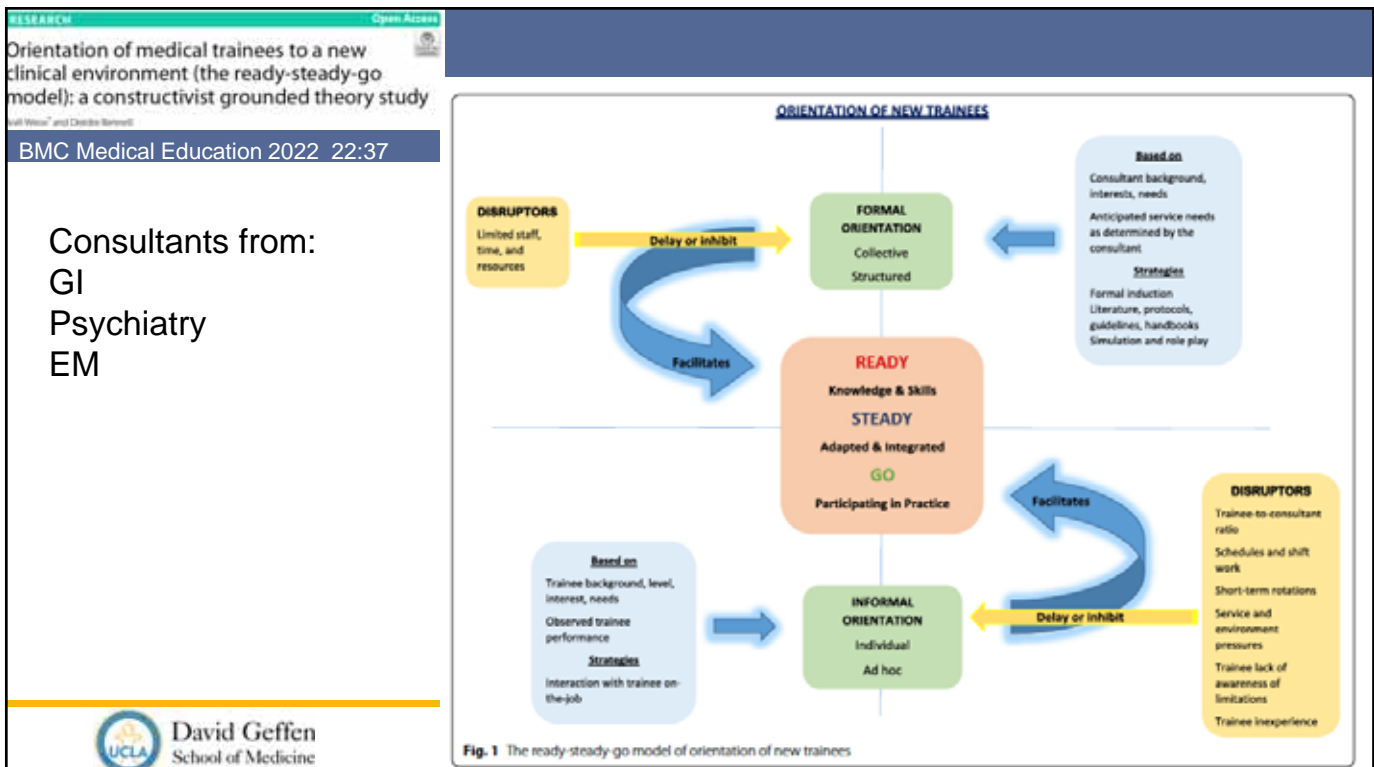 RESEARCH
Open Access
Orientation of medical trainees to a new
clinical environment (the ready-steady-go
model): a constructivist grounded theory study
and Deirdre Bennett
BMC Medical Education 2022 22:37
Consultants from:
GI
Psychiatry
EM
UCLA
David Geffen
School of Medicine
ORIENTATION OF NEW TRAINEES
DISRUPTORS
Limited staff,
time, and
resources
Delay or inhibit
Facilitates
FORMAL
ORIENTATION
Collective
Structured
Based on
Consultant background,
interests, needs
Anticipated service needs
as determined by the
consultant
Strategies
Formal induction
Literature, protocols,
guidelines, handbooks
Simulation and role play
READY
Knowledge & Skills
STEADY
Adapted & Integrated
GO
Participating in Practice
Based on
Trainee background, level,
interest, needs
Observed trainee
performance
Strategies
Interaction with trainee on-
the-job
INFORMAL
ORIENTATION
Individual
Ad hoc
Facilitates
Delay or inhibit
DISRUPTORS
Trainee-to-consultant
ratio
Schedules and shift
work
Short-term rotations
Service and
environment
pressures
Trainee lack of
awareness of
limitations
Trainee inexperience
Fig. 1 The ready-steady-go model of orientation of new trainees